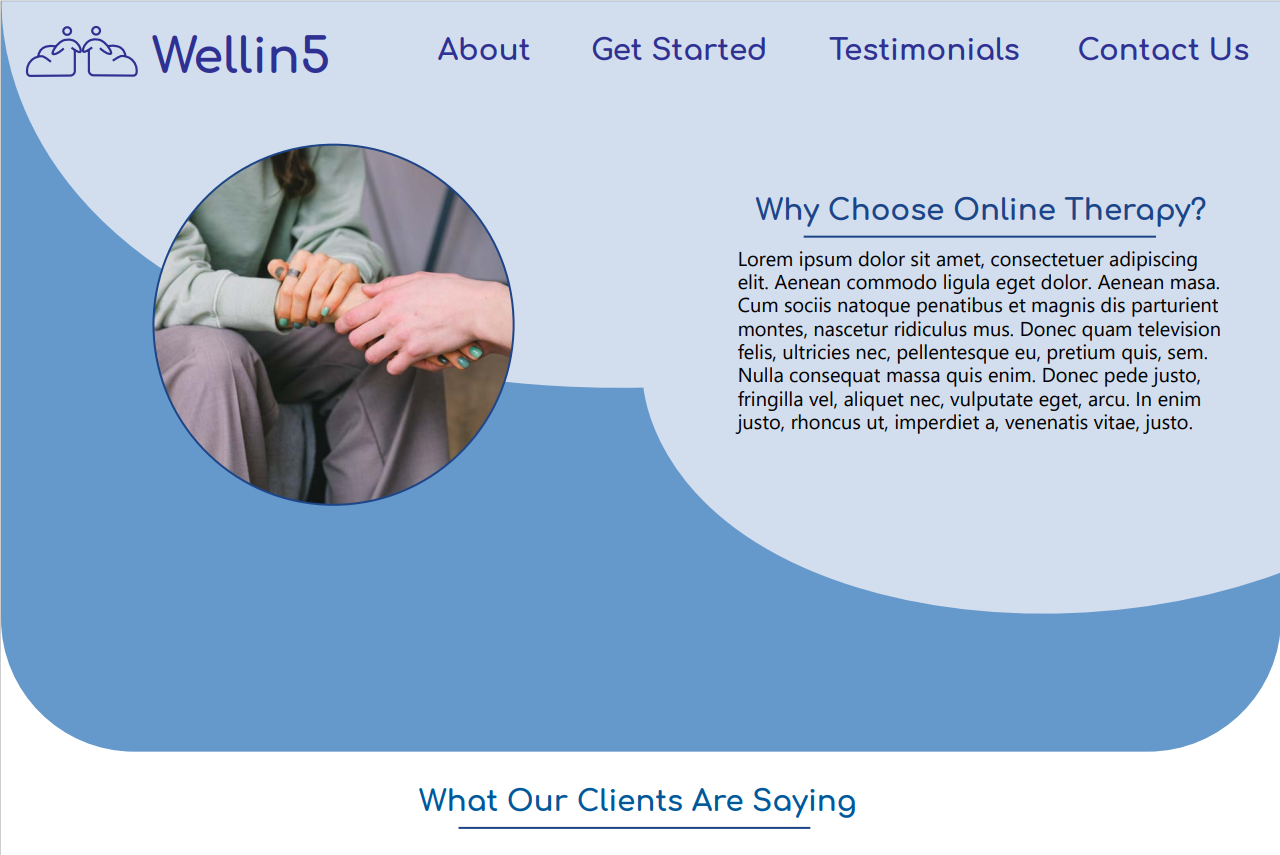 Wellin5
About
Get Started
Testimonials
Contact Us
Why Choose Online Therapy?
Lorem ipsum dolor sit amet, consectetuer adipiscing
elit. Aenean commodo ligula eget dolor. Aenean masa.
Cum sociis natoque penatibus et magnis dis parturient
montes, nascetur ridiculus mus. Donec quam television
felis, ultricies nec, pellentesque eu, pretium quis, sem.
Nulla consequat massa quis enim. Donec pede justo,
fringilla vel, aliquet nec, vulputate eget, arcu. In enim
justo, rhoncus ut, imperdiet a, venenatis vitae, justo.
What Our Clients Are Saying